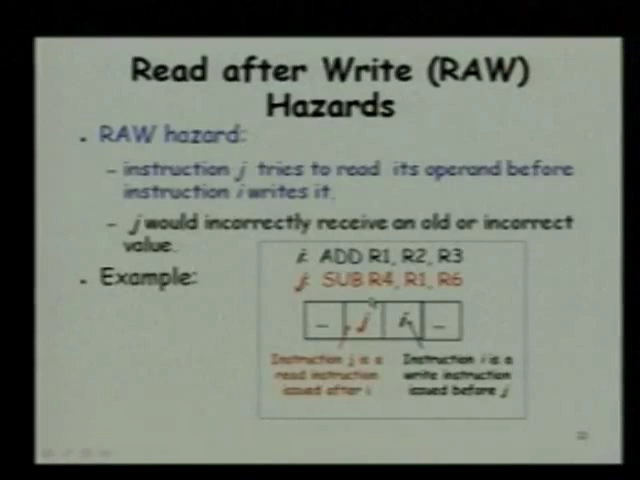 Read after Write (RAW)
Hazards
• RAW hazard:
– instruction j tries to read its operand before
instruction i writes it.
– j would incorrectly receive an old or incorrect
value.
• Example:
i: ADD R1, R2, R3
j: SUB R4, R1, R6
– j i –
Instruction j is a
read instruction
issued after i
Instruction i is a
write instruction
issued before j